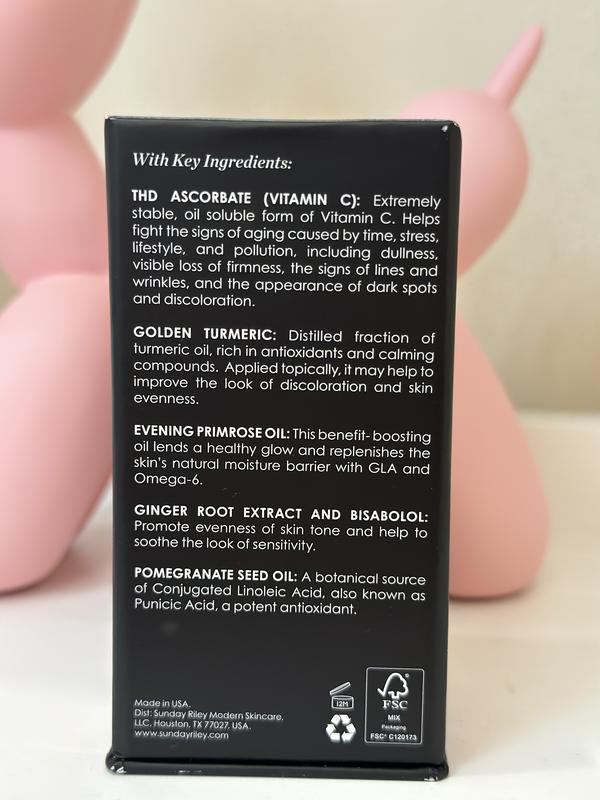 With Key Ingredients:
THD ASCORBATE (VITAMIN C): Extremely
stable, oil soluble form of Vitamin C. Helps
fight the signs of aging caused by time, stress,
lifestyle, and pollution, including dullness,
visible loss of firmness, the signs of lines and
wrinkles, and the appearance of dark spots
and discoloration.
GOLDEN TURMERIC: Distilled fraction of
turmeric oil, rich in antioxidants and calming
compounds. Applied topically, it may help to
improve the look of discoloration and skin
evenness.
EVENING PRIMROSE OIL: This benefit- boosting
oil lends a healthy glow and replenishes the
skin's natural moisture barrier with GLA and
Omega-6.
GINGER ROOT EXTRACT AND BISABOLOL:
Promote evenness of skin tone and help to
soothe the look of sensitivity.
POMEGRANATE SEED OIL: A botanical source
of Conjugated Linoleic Acid, also known as
Punicic Acid, a potent antioxidant.
Made in USA.
Dist: Sunday Riley Modern Skincare,
LLC. Houston, TX 77027, USA.
www.sundayriley.com
12M
FSC
MIX
Packaging
FSC® C120173